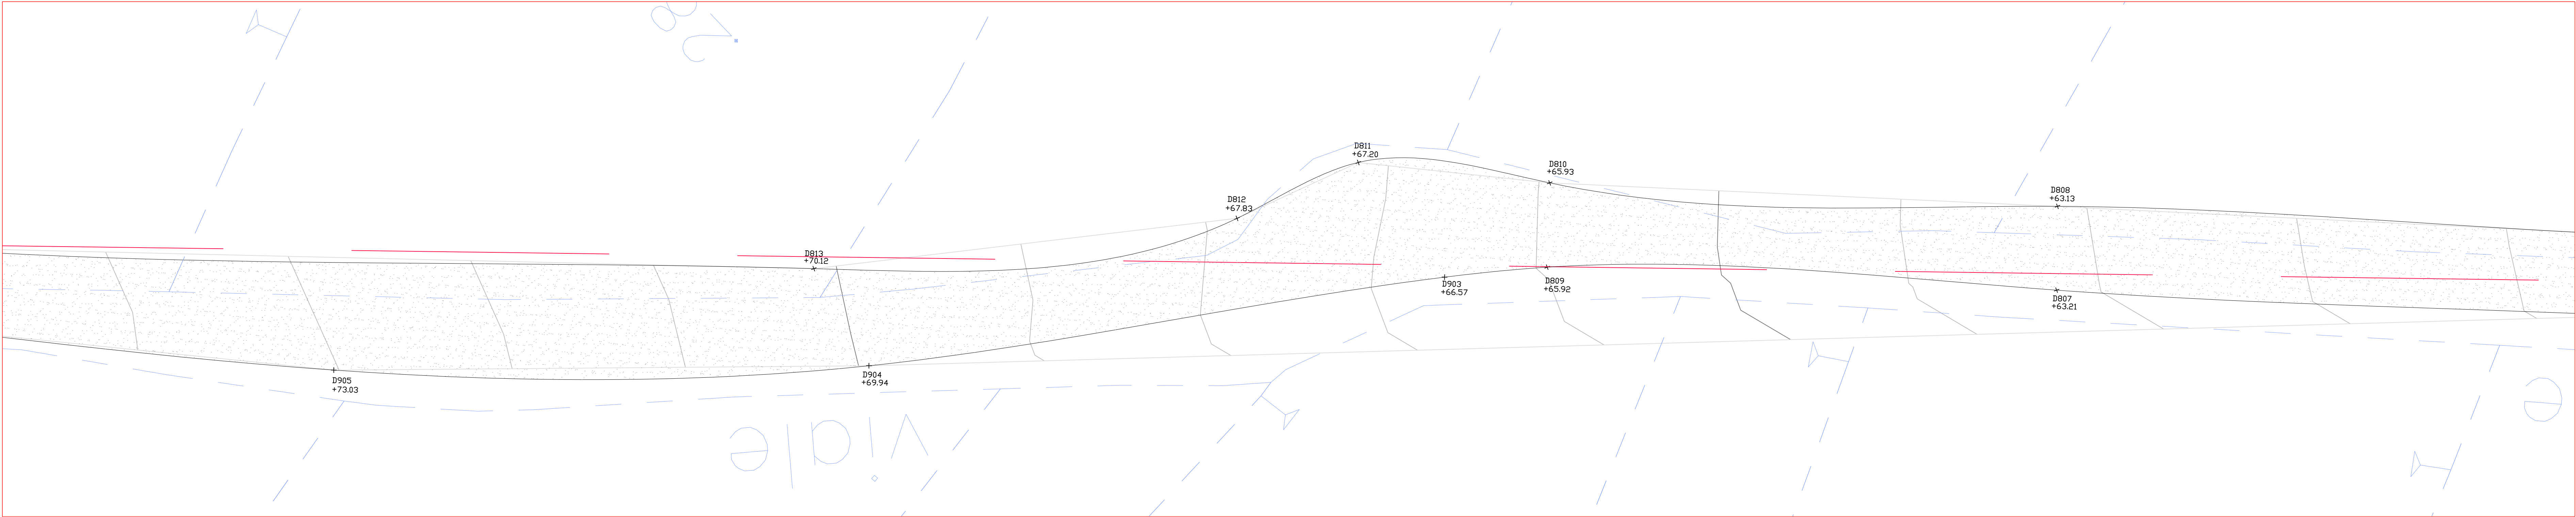 D811
+67.20
D810
+65.93
D812
+67.83
D808
+63.13
D813
+70.12
D903
+66.57
D809
+65.92
D807
+63.21
D905
+73.03
D904
+69.94
viale
e